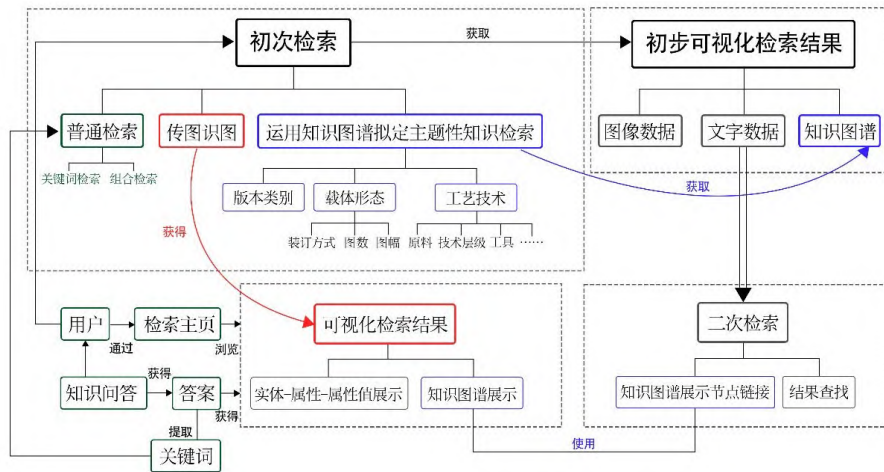 初次检索
获取
初步可视化检索结果
普通检索
传图识图
运用知识图谱拟定主题性知识检索
图像数据
文字数据
知识图谱
关键词检索
组合检索
获取
版本类别
载体形态
工艺技术
获得
装订方式
图数
图幅
原料
技术层级
工具
……
用户
通过
检索主页
浏览
可视化检索结果
二次检索
知识问答
获得
答案
获得
实体-属性-属性值展示
知识图谱展示
知识图谱展示节点链接
结果查找
提取
关键词
使用